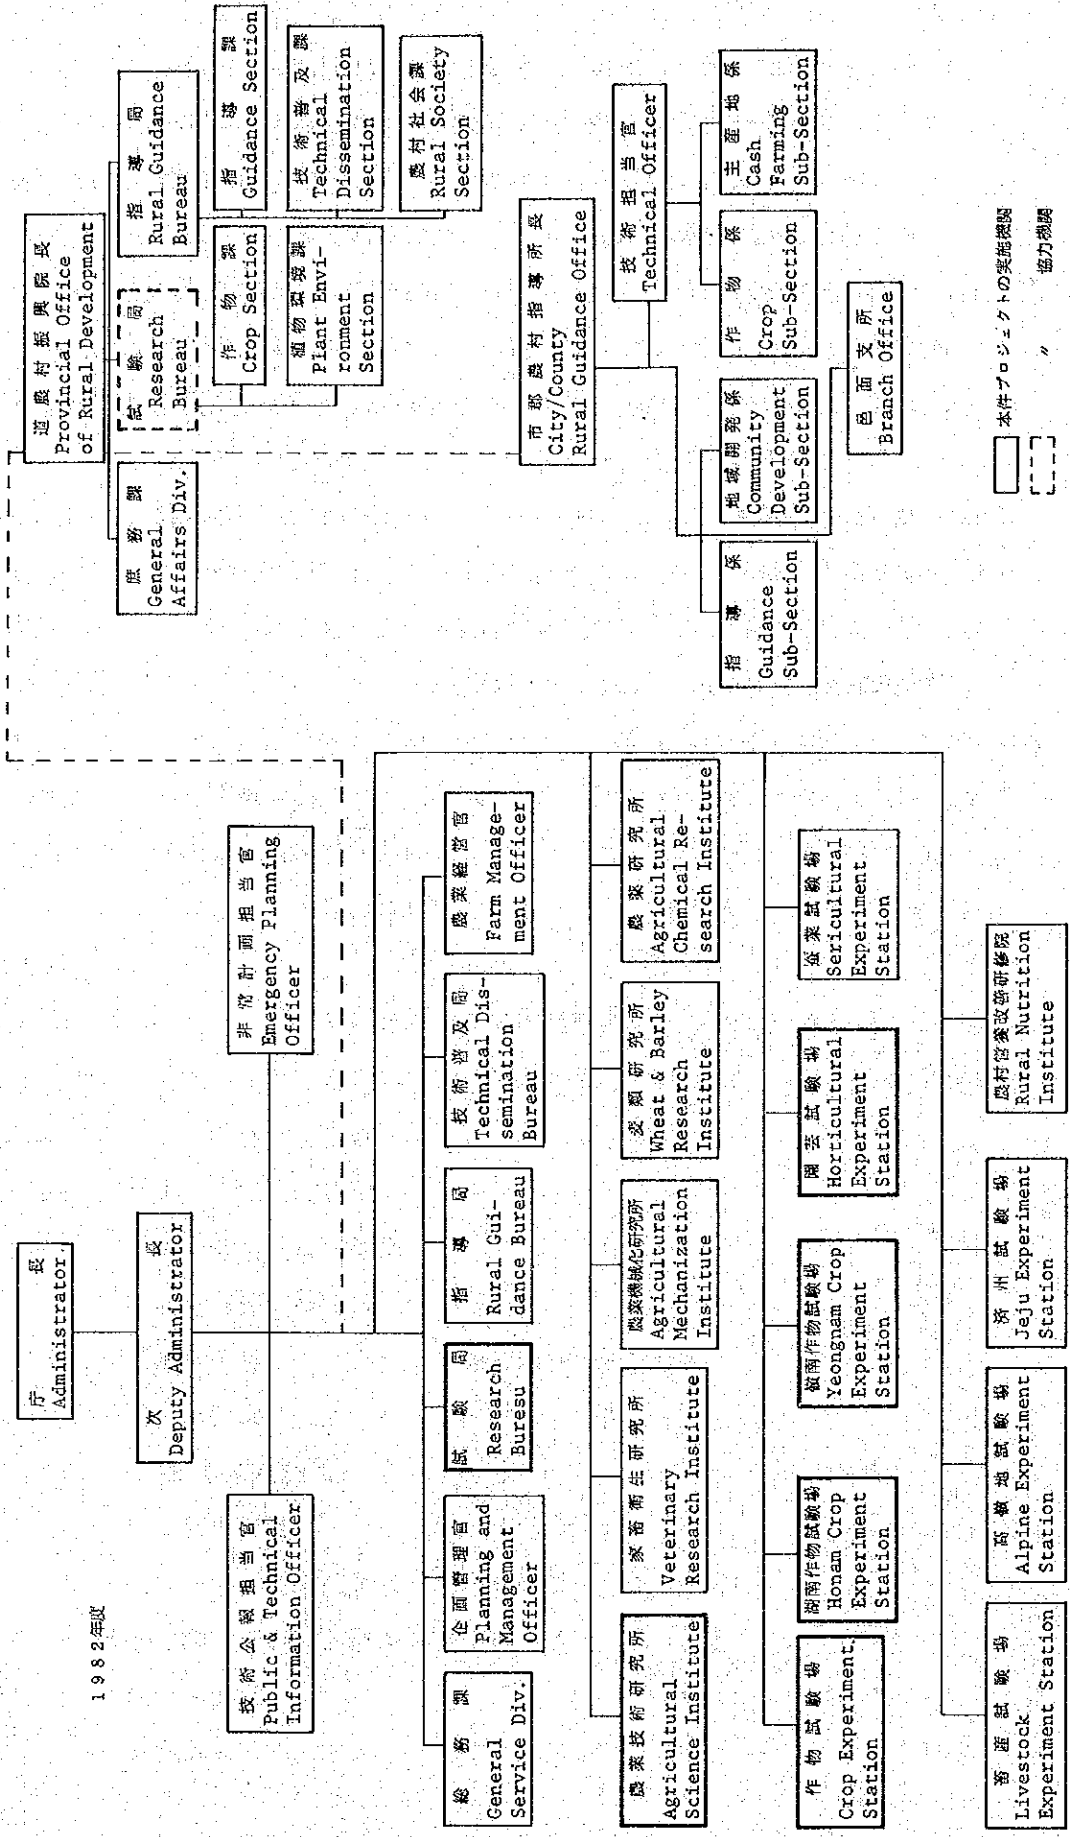 1982年度
庁長
Administrator
次長
Deputy Administrator
技術公報担当官
Public & Technical
Information Officer
非常計画担当官
Emergency Planning
Officer
総務課
General
Service Div.
企画管理官
Planning and
Management
Officer
試験局
Research
Buresu
指導局
Rural Gui-
dance Bureau
技術普及局
Technical Dis-
semination
Bureau
農業経営官
Farm Manage-
ment Officer
農業技術研究所
Agricultural
Science Institute
家畜衛生研究所
Veterinary
Research Institute
農業機械化研究所
Agricultural
Mechanization
Institute
麦類研究所
Wheat & Barley
Research
Institute
農薬研究所
Agricultural
Chemical Re-
search Institute
作物試験場
Crop Experiment
Station
湖南作物試験場
Honam Crop
Experiment
Station
嶺南作物試験場
Yeongnam Crop
Experiment
Station
園芸試験場
Horticultural
Experiment
Station
蚕業試験場
Sericultural
Experiment
Station
畜産試験場
Livestock
Experiment Station
高嶺地試験場
Alpine Experiment
Station
済州試験場
Jeju Experiment
Station
農村営養改善研修院
Rural Nutrition
Institute
道農村振興院長
Provincial Office
of Rural Development
庶務課
General
Affairs Div.
試験局
Research
Bureau
指導局
Rural Guidance
Bureau
作物課
Crop Section
植物環境課
Plant Envi-
ronment
Section
指導課
Guidance Section
技術普及課
Technical
Dissemination
Section
農村社会課
Rural Society
Section
市郡農村指導所長
City/County
Rural Guidance Office
技術担当官
Technical Officer
指導係
Guidance
Sub-Section
地域開発係
Community
Development
Sub-Section
作物係
Crop
Sub-Section
主産地係
Cash
Farming
Sub-Section
邑面支所
Branch Office
本件プロジェクトの実施機関
〃 協力機関